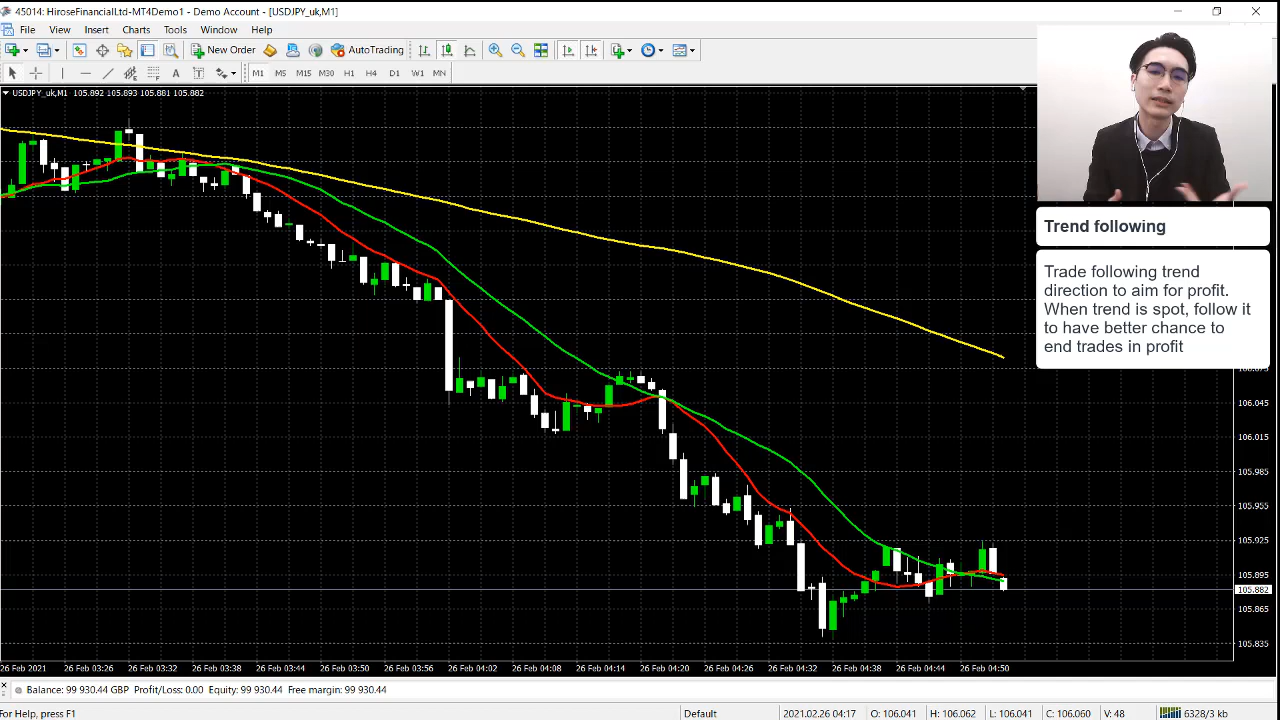 45014: HiroseFinancialLtd-MT4Demo1 - Demo Account - [USDJPY_uk,M1]
File View Insert Charts Tools Window Help
New Order AutoTrading
A T M1 M5 M15 M30 H1 H4 D1 W1 MN
USDJPY_uk,M1 105.892 105.893 105.881 105.882
Trend following
Trade following trend
direction to aim for profit.
When trend is spot, follow it
to have better chance to
end trades in profit
106.045
106.015
105.985
105.955
105.925
105.895
105.882
105.865
105.835
26 Feb 2021 26 Feb 03:26 26 Feb 03:32 26 Feb 03:38 26 Feb 03:44 26 Feb 03:50 26 Feb 03:56 26 Feb 04:02 26 Feb 04:08 26 Feb 04:14 26 Feb 04:20 26 Feb 04:26 26 Feb 04:32 26 Feb 04:38 26 Feb 04:44 26 Feb 04:50
Balance: 99 930.44 GBP Profit/Loss: 0.00 Equity: 99 930.44 Free margin: 99 930.44
For Help, press F1 Default 2021.02.26 04:17 O: 106.041 H: 106.062 L: 106.041 C: 106.060 V: 48 6328/3 kb